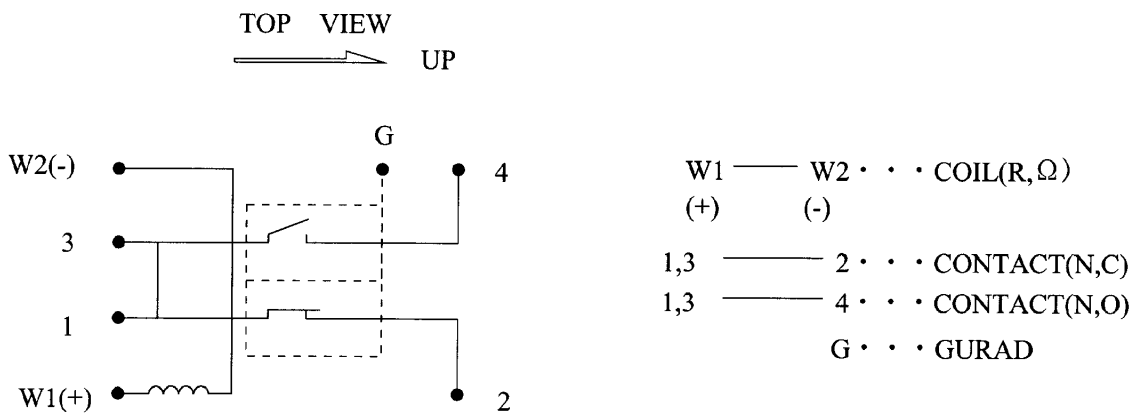 TOP VIEW
UP
G
W2(-)
4
3
1
W1(+)
2
W1 W2 · · · COIL(R,Ω)
(+) (-)
1,3 2 · · · CONTACT(N,C)
1,3 4 · · · CONTACT(N,O)
G · · · GURAD